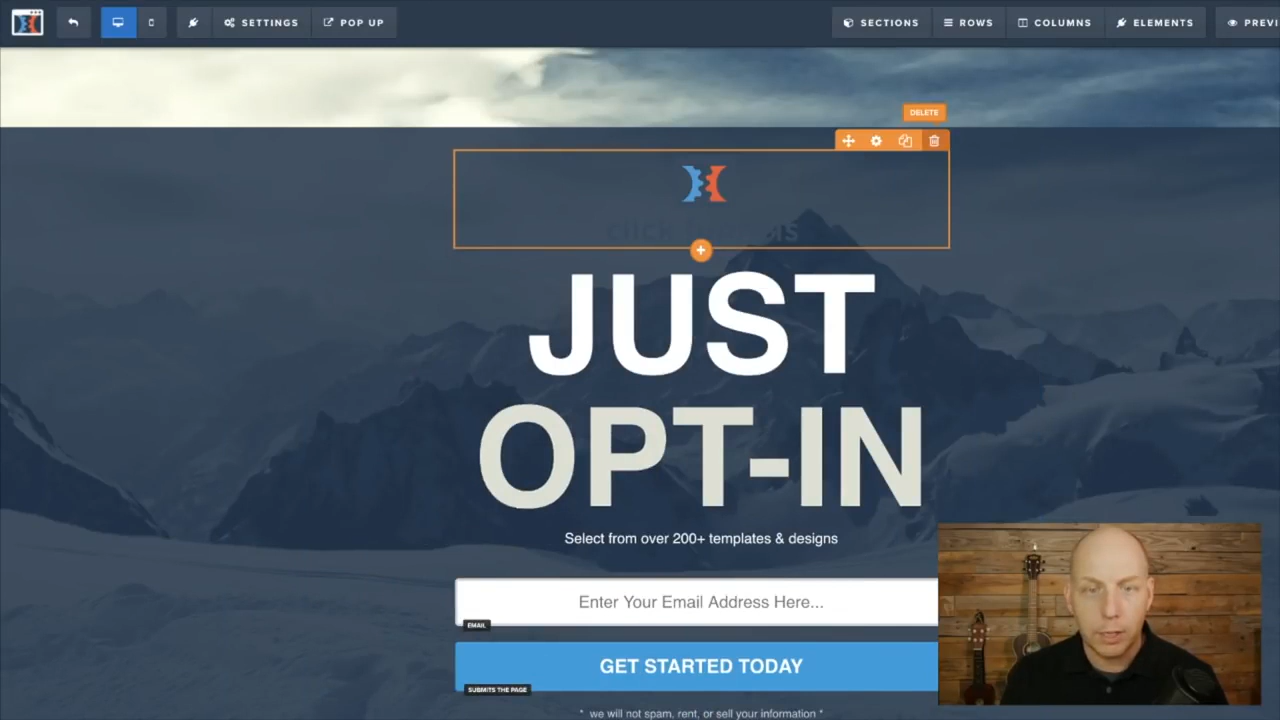 SETTINGS
POP UP
SECTIONS
ROWS
COLUMNS
ELEMENTS
PREVI
DELETE
JUST
OPT-IN
Select from over 200+ templates & designs
Enter Your Email Address Here...
EMAIL
GET STARTED TODAY
SUBMITS THE PAGE
* we will not spam, rent, or sell your information *